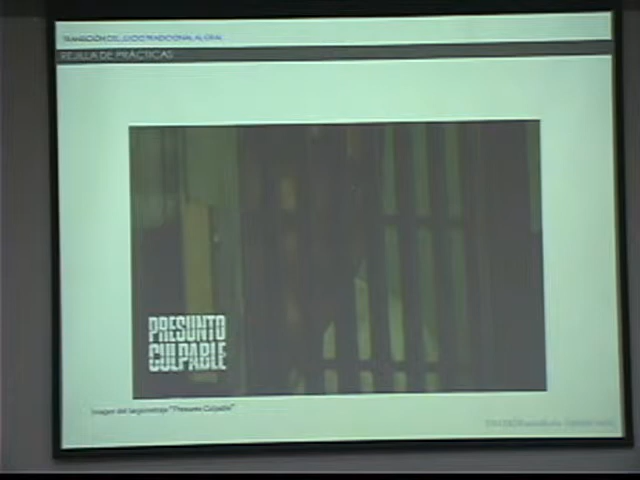 TRANSICIÓN DEL JUICIO TRADICIONAL AL ORAL
REJILLA DE PRÁCTICAS
PRESUNTO
CULPABLE
Imagen del largometraje "Presunto Culpable"